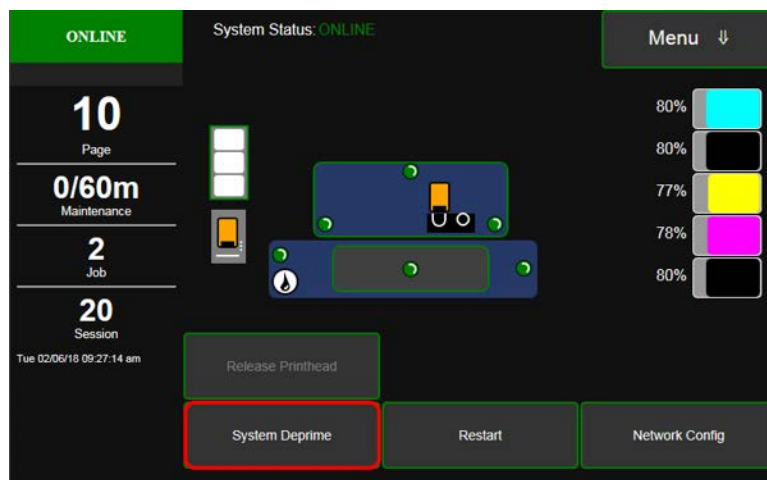 ONLINE
System Status: ONLINE
Menu ⇓
10
Page
0/60m
Maintenance
2
Job
20
Session
Tue 02/06/18 09:27:14 am
80%
80%
77%
78%
80%
Release Printhead
System Deprime
Restart
Network Config